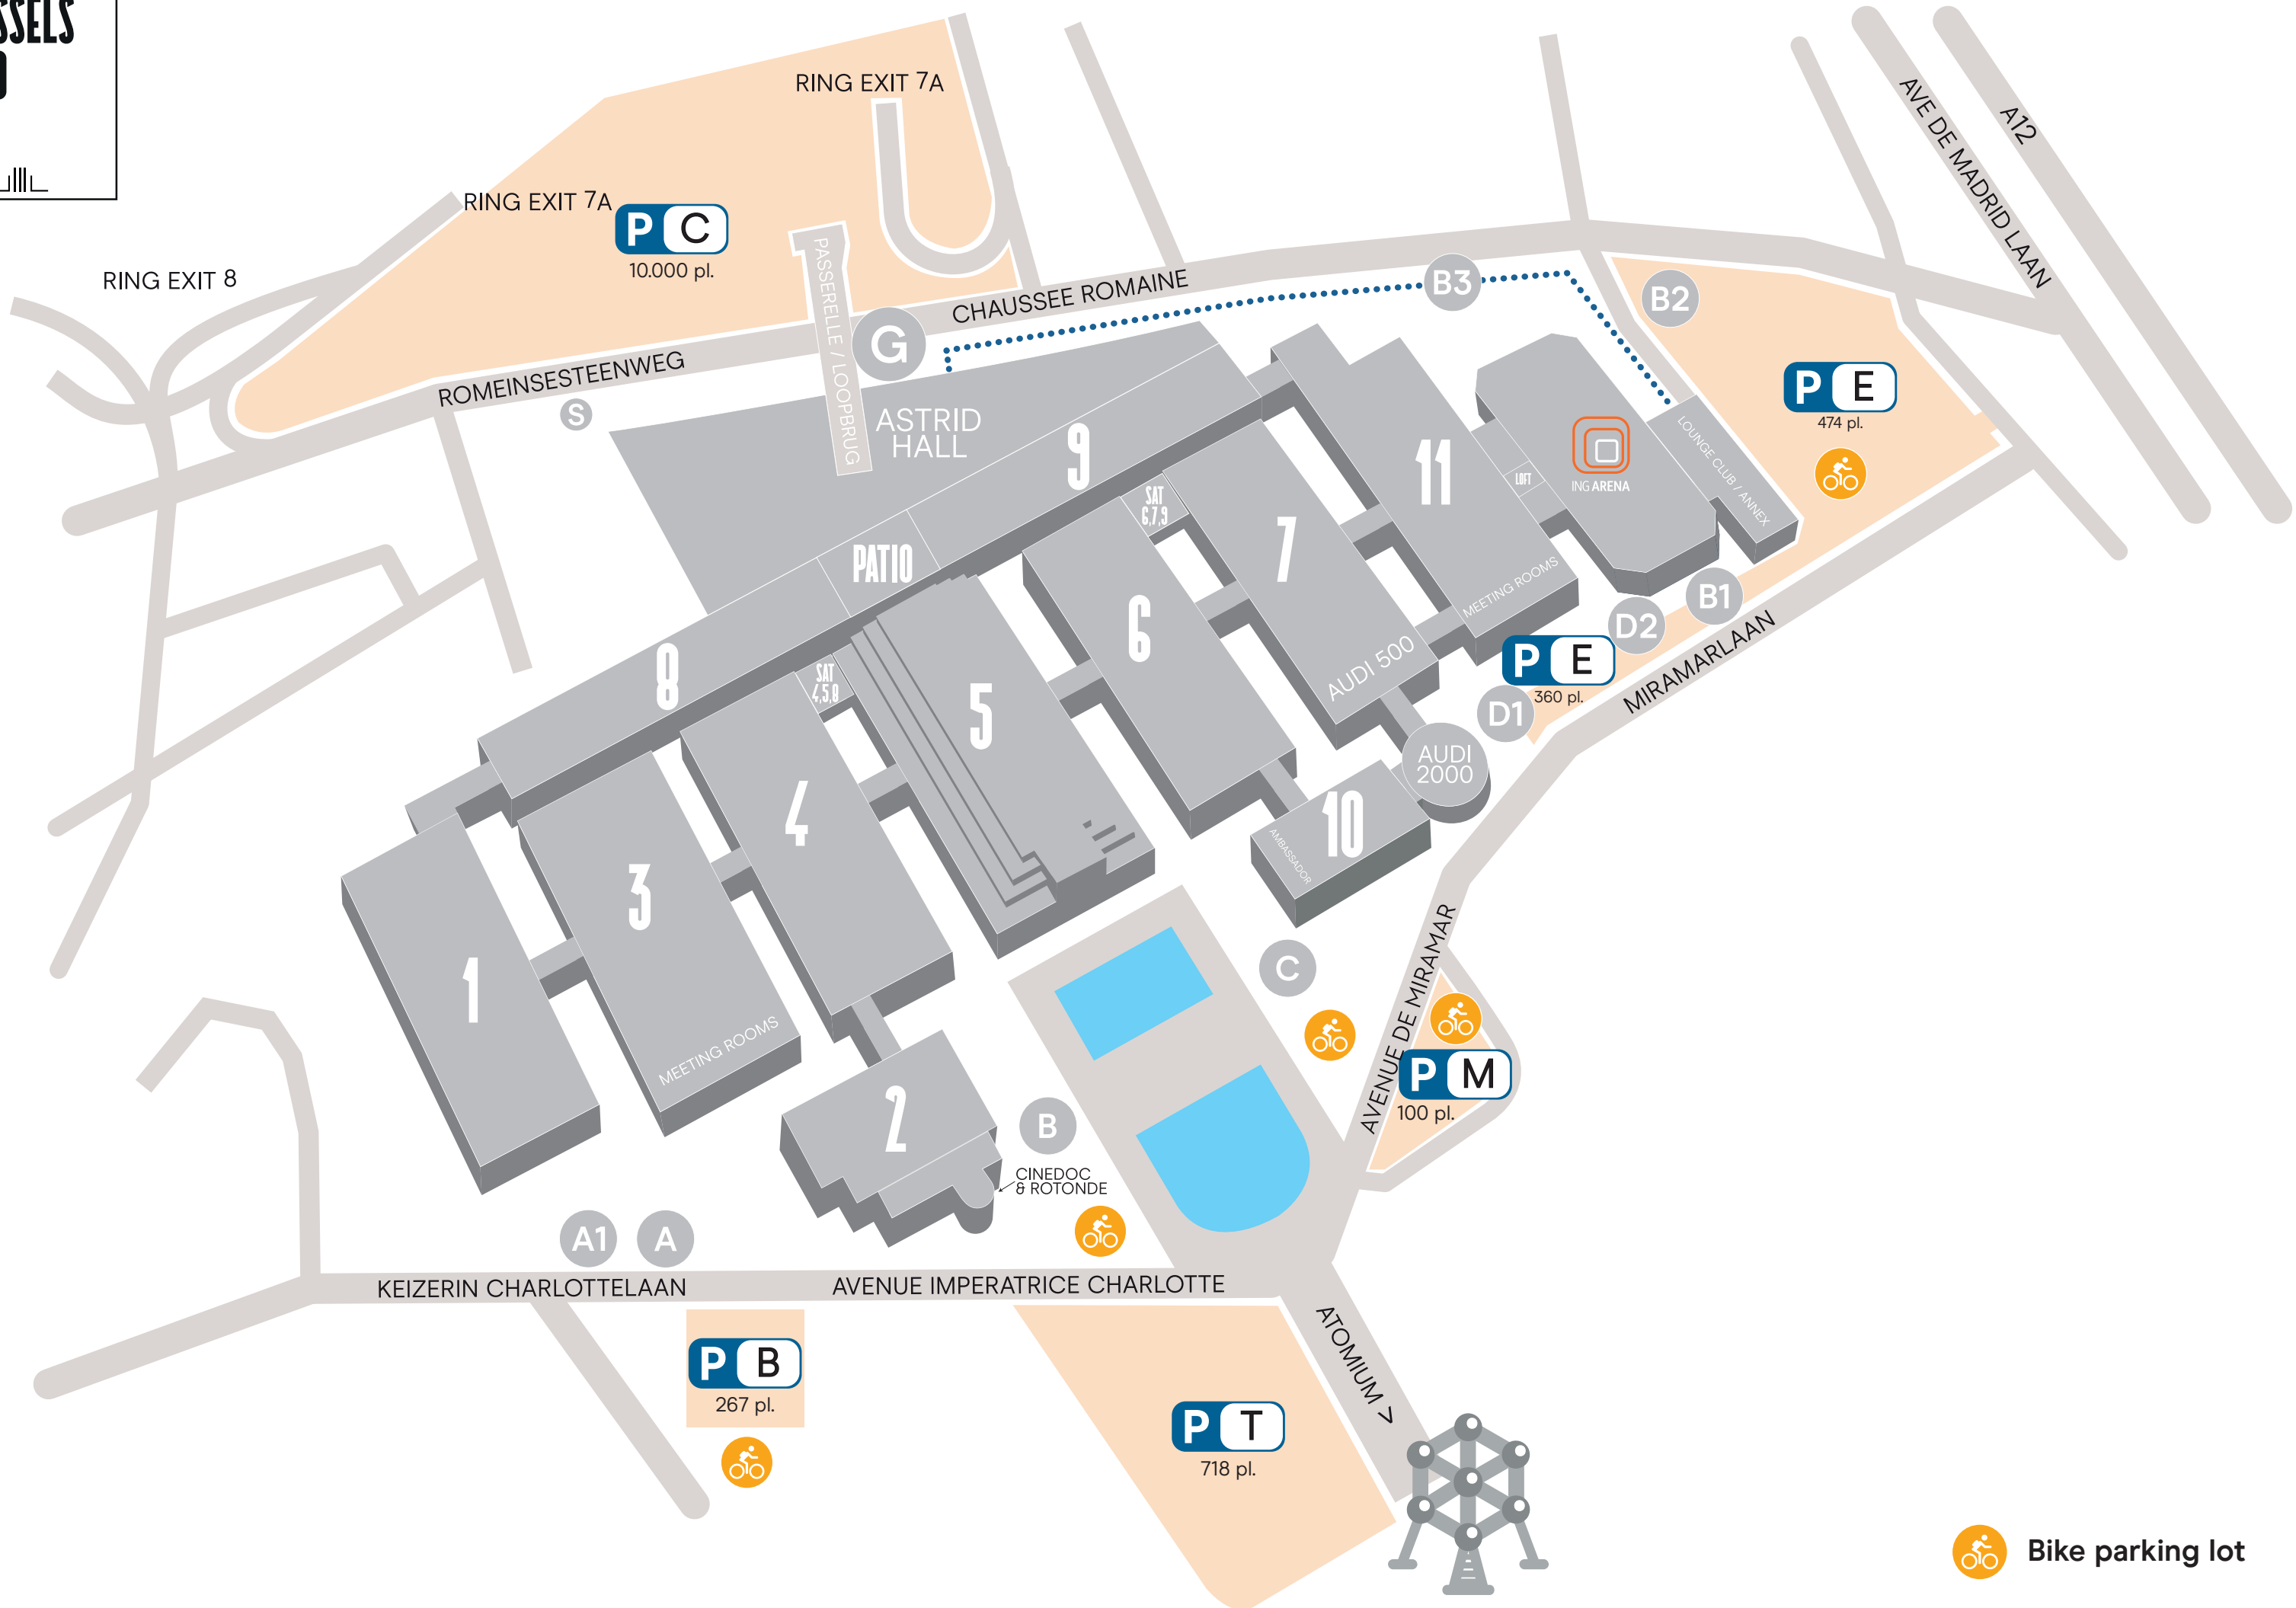 SSELS
RING EXIT 7A
RING EXIT 7A
P C
10.000 pl.
RING EXIT 8
PASSERELLE / LOOPBRUG
CHAUSSEE ROMAINE
ROMEINSESTEENWEG
G
S
B3
B2
AVE DE MADRID LAAN
A12
P E
474 pl.
ASTRID
HALL
9
11
LOFT
ING ARENA
LOUNGE CLUB / ANNEX
SAT
6,7,9
7
PATIO
MEETING ROOMS
B1
D2
6
8
SAT
4,5,8
5
AUDI 500
P E
360 pl.
D1
MIRAMARLAAN
AUDI
2000
4
10
AMBASSADOR
3
1
MEETING ROOMS
C
AVENUE DE MIRAMAR
P M
100 pl.
2
B
CINEDOC
& ROTONDE
A1
A
KEIZERIN CHARLOTTELAAN
AVENUE IMPERATRICE CHARLOTTE
P B
267 pl.
ATOMIUM >
P T
718 pl.
Bike parking lot